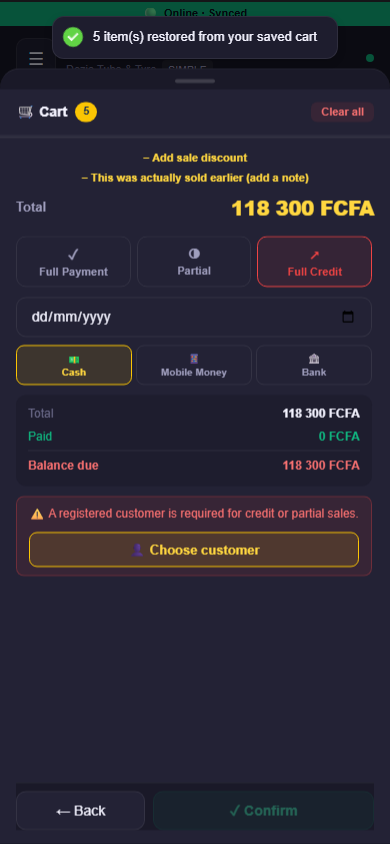 Online · Synced
5 item(s) restored from your saved cart
SIMPLE
Cart 5
Clear all
– Add sale discount
– This was actually sold earlier (add a note)
Total 118 300 FCFA
Full Payment
Partial
Full Credit
dd/mm/yyyy
Cash
Mobile Money
Bank
Total 118 300 FCFA
Paid 0 FCFA
Balance due 118 300 FCFA
A registered customer is required for credit or partial sales.
Choose customer
← Back
✓ Confirm